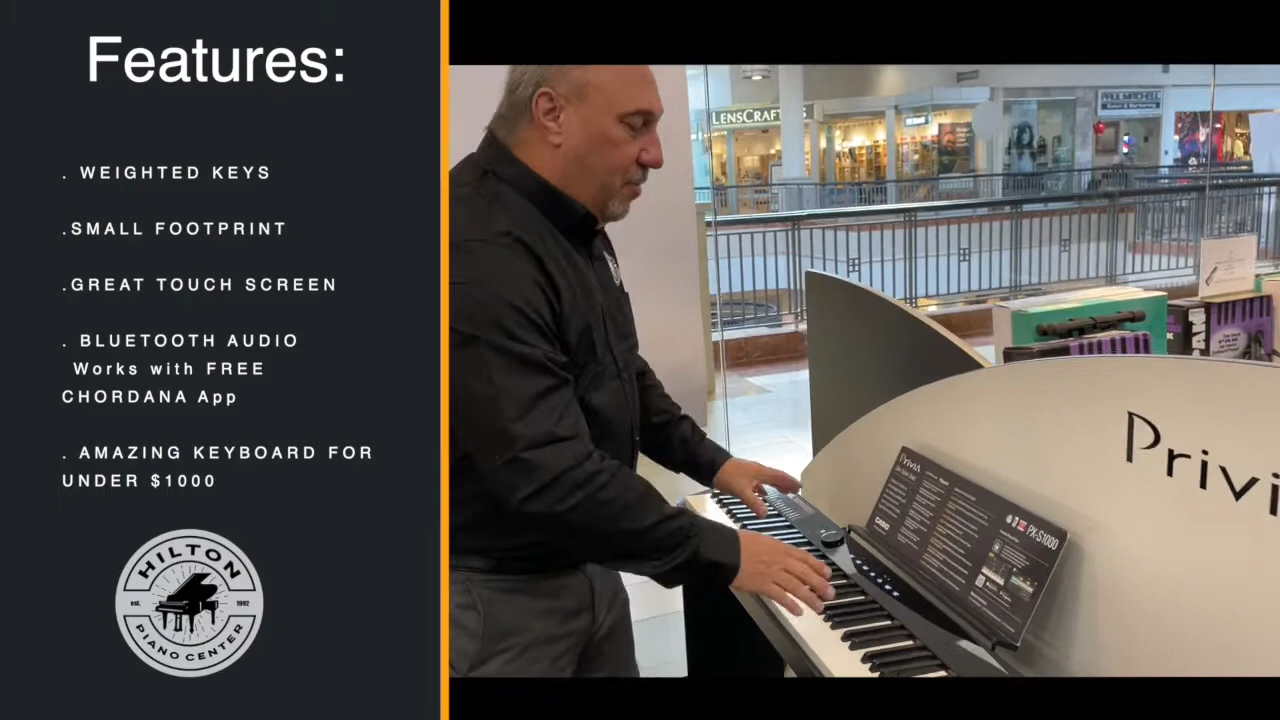 Features:
. WEIGHTED KEYS
.SMALL FOOTPRINT
.GREAT TOUCH SCREEN
. BLUETOOTH AUDIO
Works with FREE
CHORDANA App
. AMAZING KEYBOARD FOR
UNDER $1000
HILTON
est. 1992
PIANO CENTER
LENSCRAFTERS
PAUL MITCHELL
Privi
Privia
CASIO
PX-S1000